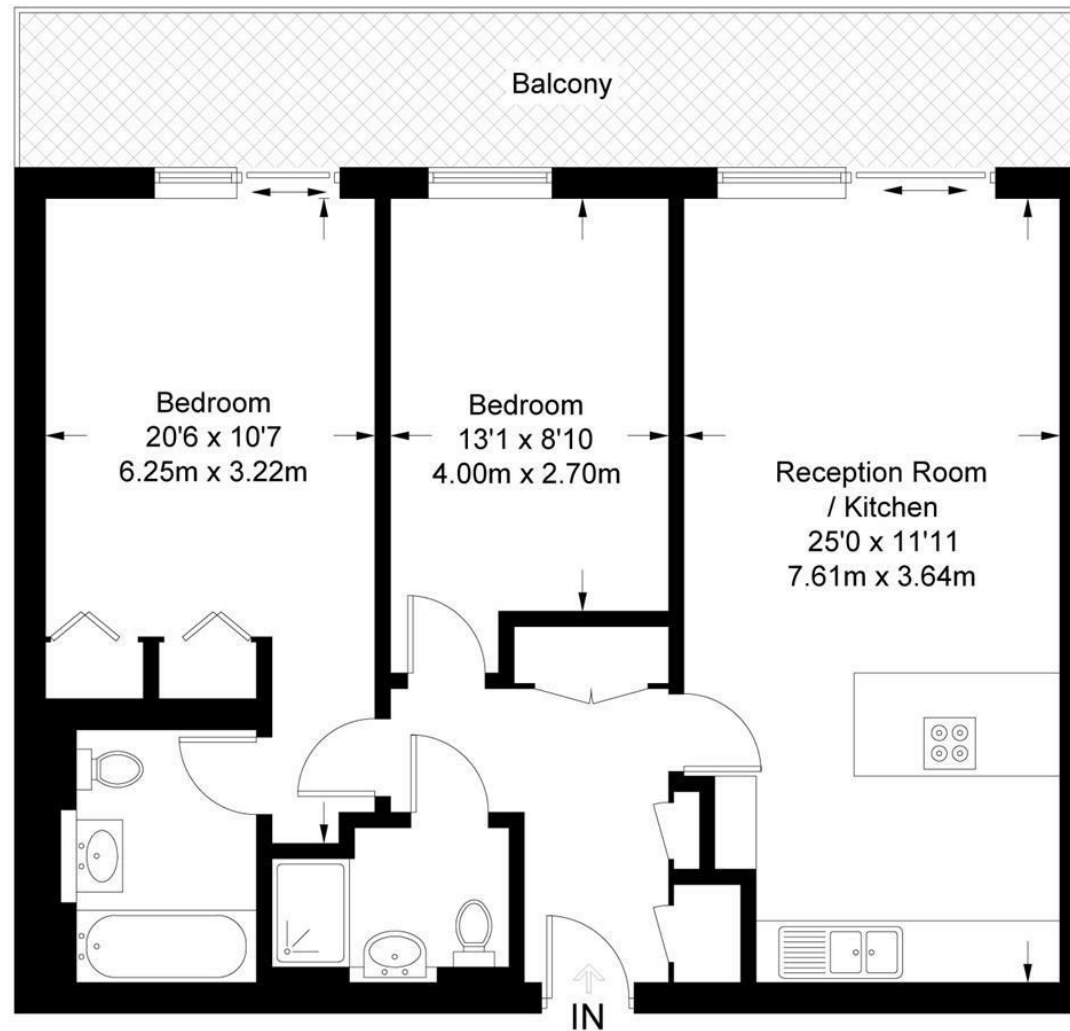 Balcony
Bedroom
20'6 x 10'7
6.25m x 3.22m
Bedroom
13'1 x 8'10
4.00m x 2.70m
Reception Room
/ Kitchen
25'0 x 11'11
7.61m x 3.64m
IN